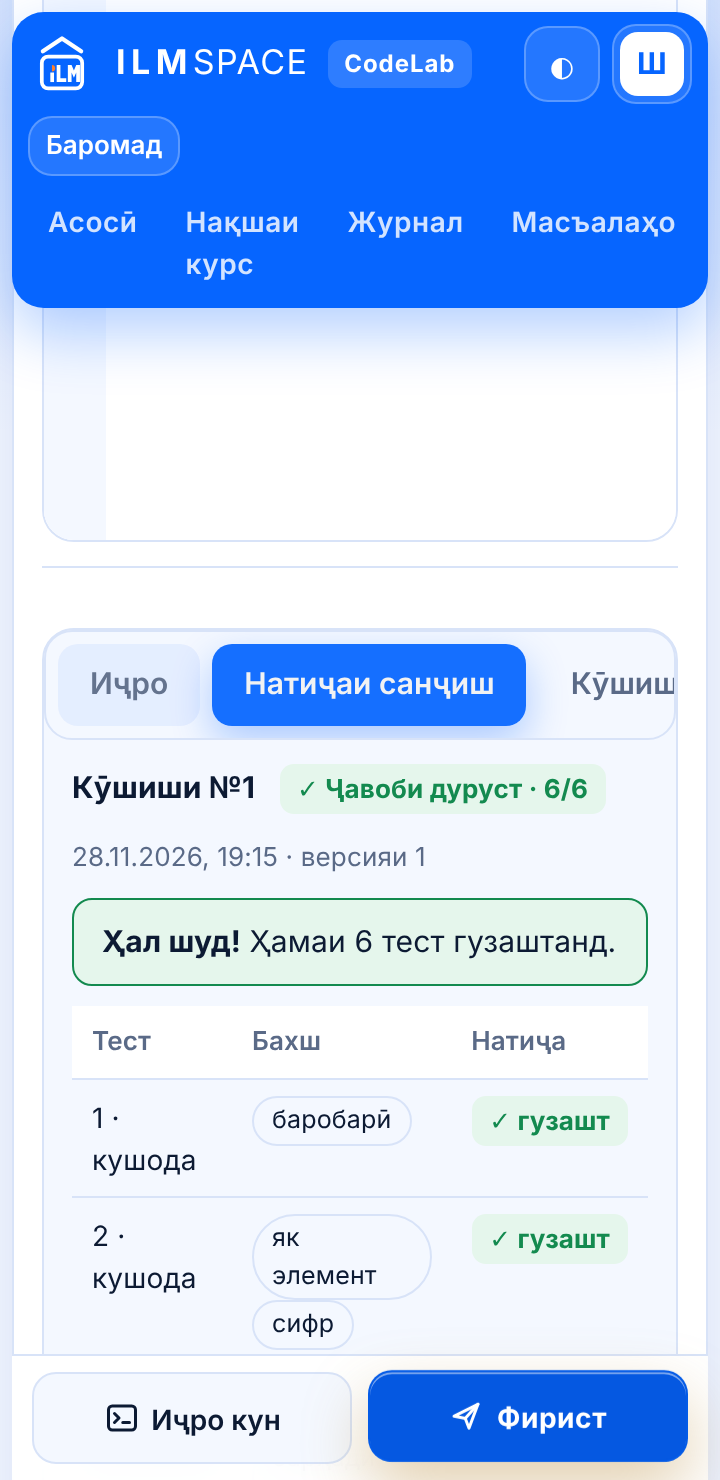 iLM ILMSPACE CodeLab ◐ Ш
Баромад
Асосӣ Нақшаи курс Журнал Масъалаҳо
Иҷро Натиҷаи санҷиш Кӯшиш
Кӯшиши №1 ✓ Ҷавоби дуруст · 6/6
28.11.2026, 19:15 · версияи 1
Ҳал шуд! Ҳамаи 6 тест гузаштанд.
Тест Бахш Натиҷа
1 · кушода баробарӣ ✓ гузашт
2 · кушода як элемент ✓ гузашт
сифр
Иҷро кун Фирист